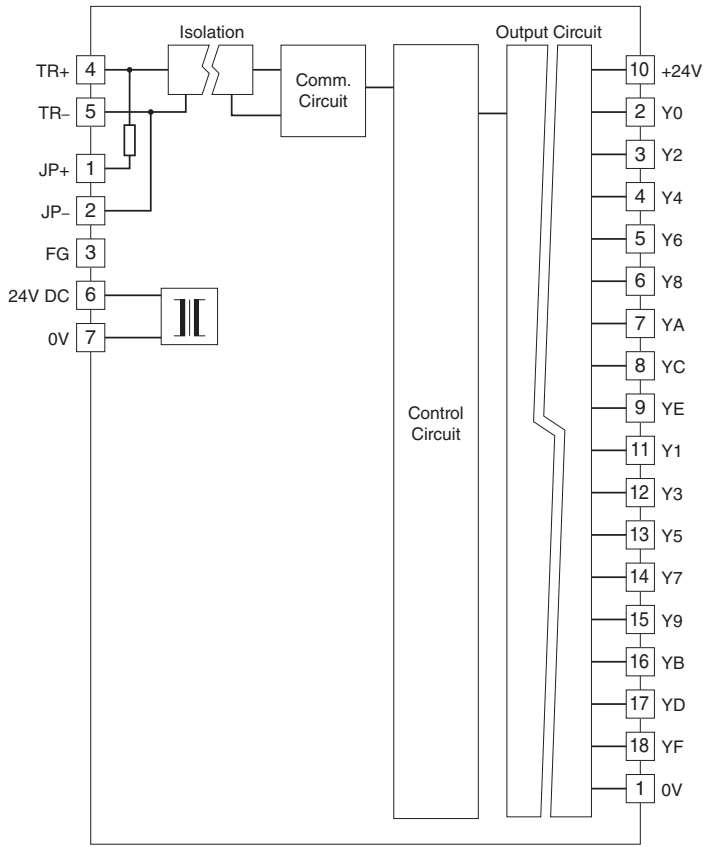 Isolation
Output Circuit
TR+ 4
Comm.
Circuit
10 +24V
TR− 5
2 Y0
JP+ 1
3 Y2
JP− 2
4 Y4
FG 3
5 Y6
24V DC 6
6 Y8
0V 7
7 YA
8 YC
Control
Circuit
9 YE
11 Y1
12 Y3
13 Y5
14 Y7
15 Y9
16 YB
17 YD
18 YF
1 0V